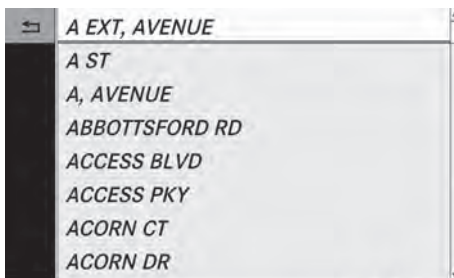 A EXT, AVENUE
A ST
A, AVENUE
ABBOTTSFORD RD
ACCESS BLVD
ACCESS PKY
ACORN CT
ACORN DR